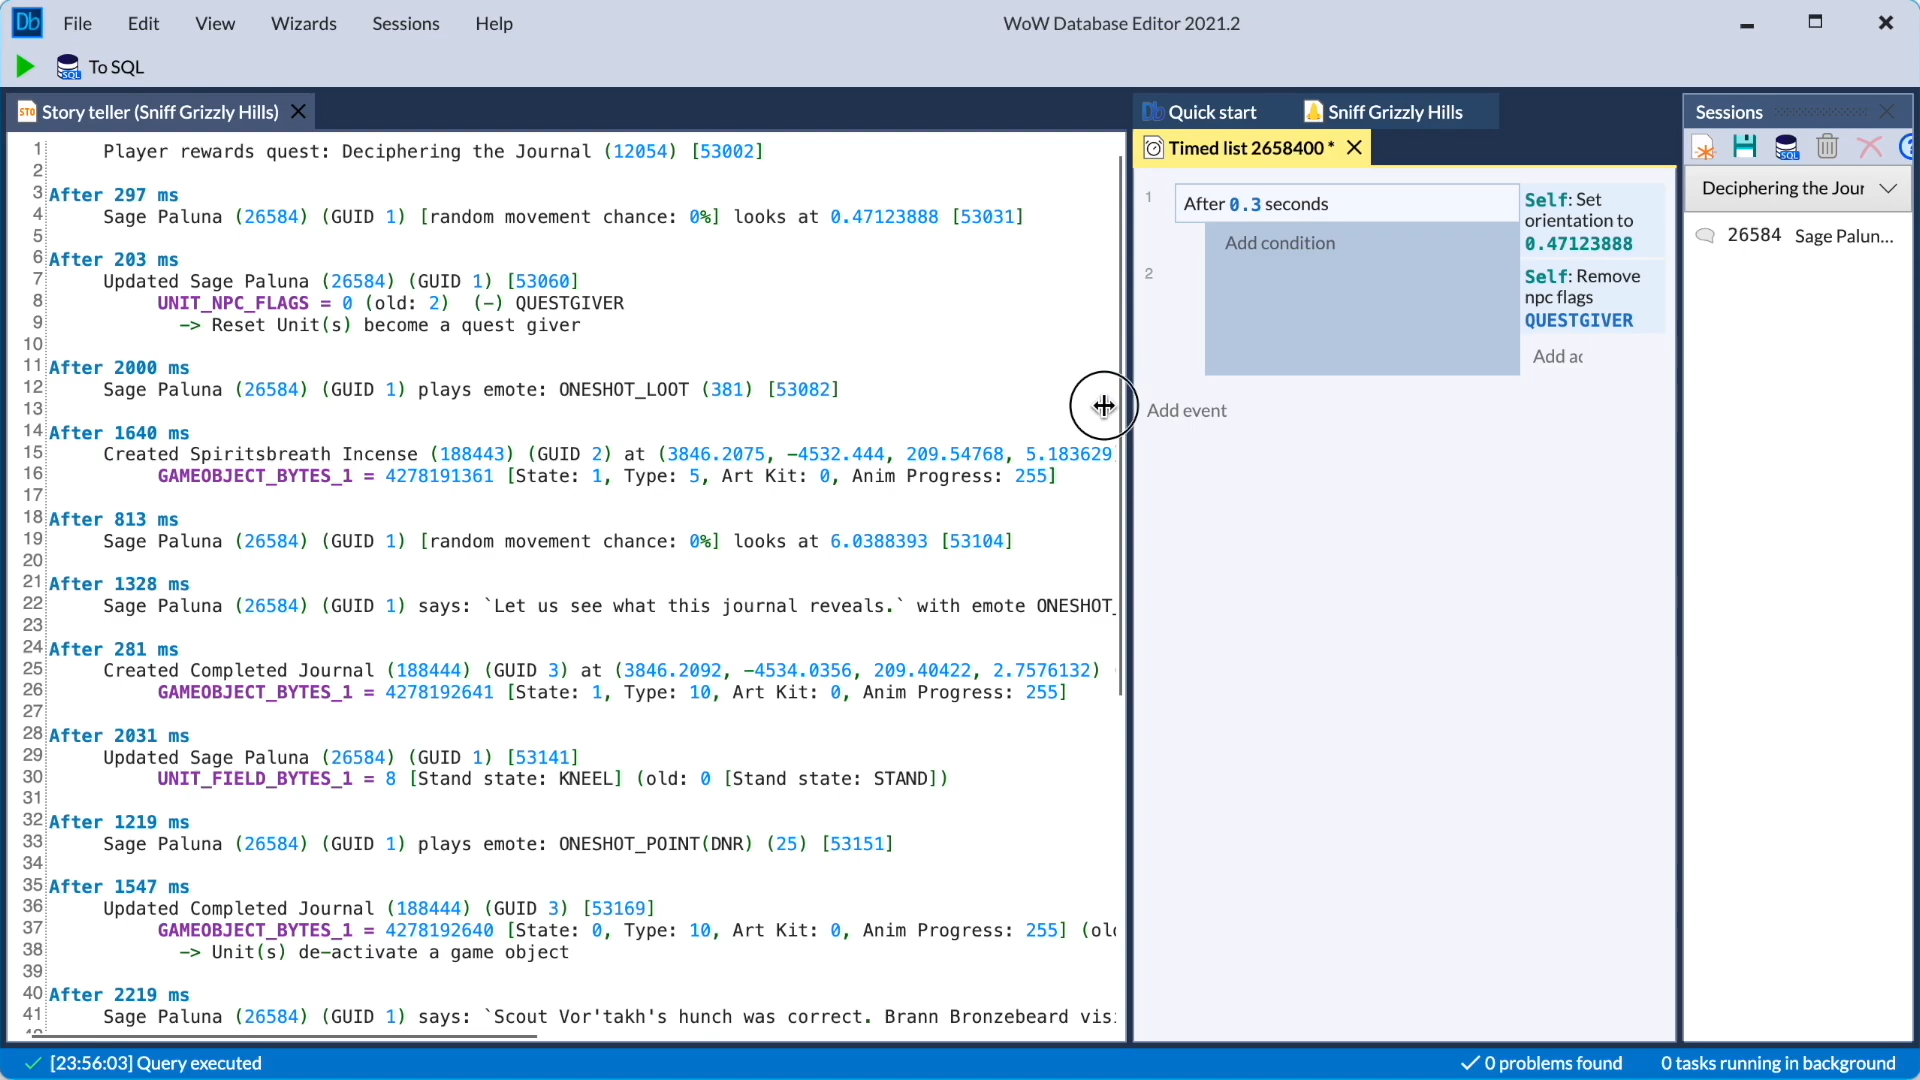 Db File Edit View Wizards Sessions Help WoW Database Editor 2021.2
SQL To SQL
STO Story teller (Sniff Grizzly Hills)
1 Player rewards quest: Deciphering the Journal (12054) [53002]
2
3 After 297 ms
4 Sage Paluna (26584) (GUID 1) [random movement chance: 0%] looks at 0.47123888 [53031]
5
6 After 203 ms
7 Updated Sage Paluna (26584) (GUID 1) [53060]
8 UNIT_NPC_FLAGS = 0 (old: 2) (-) QUESTGIVER
9 -> Reset Unit(s) become a quest giver
10
11 After 2000 ms
12 Sage Paluna (26584) (GUID 1) plays emote: ONESHOT_LOOT (381) [53082]
13
14 After 1640 ms
15 Created Spiritsbreath Incense (188443) (GUID 2) at (3846.2075, -4532.444, 209.54768, 5.183629
16 GAMEOBJECT_BYTES_1 = 4278191361 [State: 1, Type: 5, Art Kit: 0, Anim Progress: 255]
17
18 After 813 ms
19 Sage Paluna (26584) (GUID 1) [random movement chance: 0%] looks at 6.0388393 [53104]
20
21 After 1328 ms
22 Sage Paluna (26584) (GUID 1) says: `Let us see what this journal reveals.` with emote ONESHOT_
23
24 After 281 ms
25 Created Completed Journal (188444) (GUID 3) at (3846.2092, -4534.0356, 209.40422, 2.7576132)
26 GAMEOBJECT_BYTES_1 = 4278192641 [State: 1, Type: 10, Art Kit: 0, Anim Progress: 255]
27
28 After 2031 ms
29 Updated Sage Paluna (26584) (GUID 1) [53141]
30 UNIT_FIELD_BYTES_1 = 8 [Stand state: KNEEL] (old: 0 [Stand state: STAND])
31
32 After 1219 ms
33 Sage Paluna (26584) (GUID 1) plays emote: ONESHOT_POINT(DNR) (25) [53151]
34
35 After 1547 ms
36 Updated Completed Journal (188444) (GUID 3) [53169]
37 GAMEOBJECT_BYTES_1 = 4278192640 [State: 0, Type: 10, Art Kit: 0, Anim Progress: 255] (old
38 -> Unit(s) de-activate a game object
39
40 After 2219 ms
41 Sage Paluna (26584) (GUID 1) says: `Scout Vor'takh's hunch was correct. Brann Bronzebeard vis
Db Quick start Sniff Grizzly Hills
Timed list 2658400 *
1 After 0.3 seconds
Add condition
Self: Set
orientation to
0.47123888
2 Self: Remove
npc flags
QUESTGIVER
Add ac
Add event
Sessions
SQL
Deciphering the Jour
26584 Sage Palun...
[23:56:03] Query executed
0 problems found 0 tasks running in background